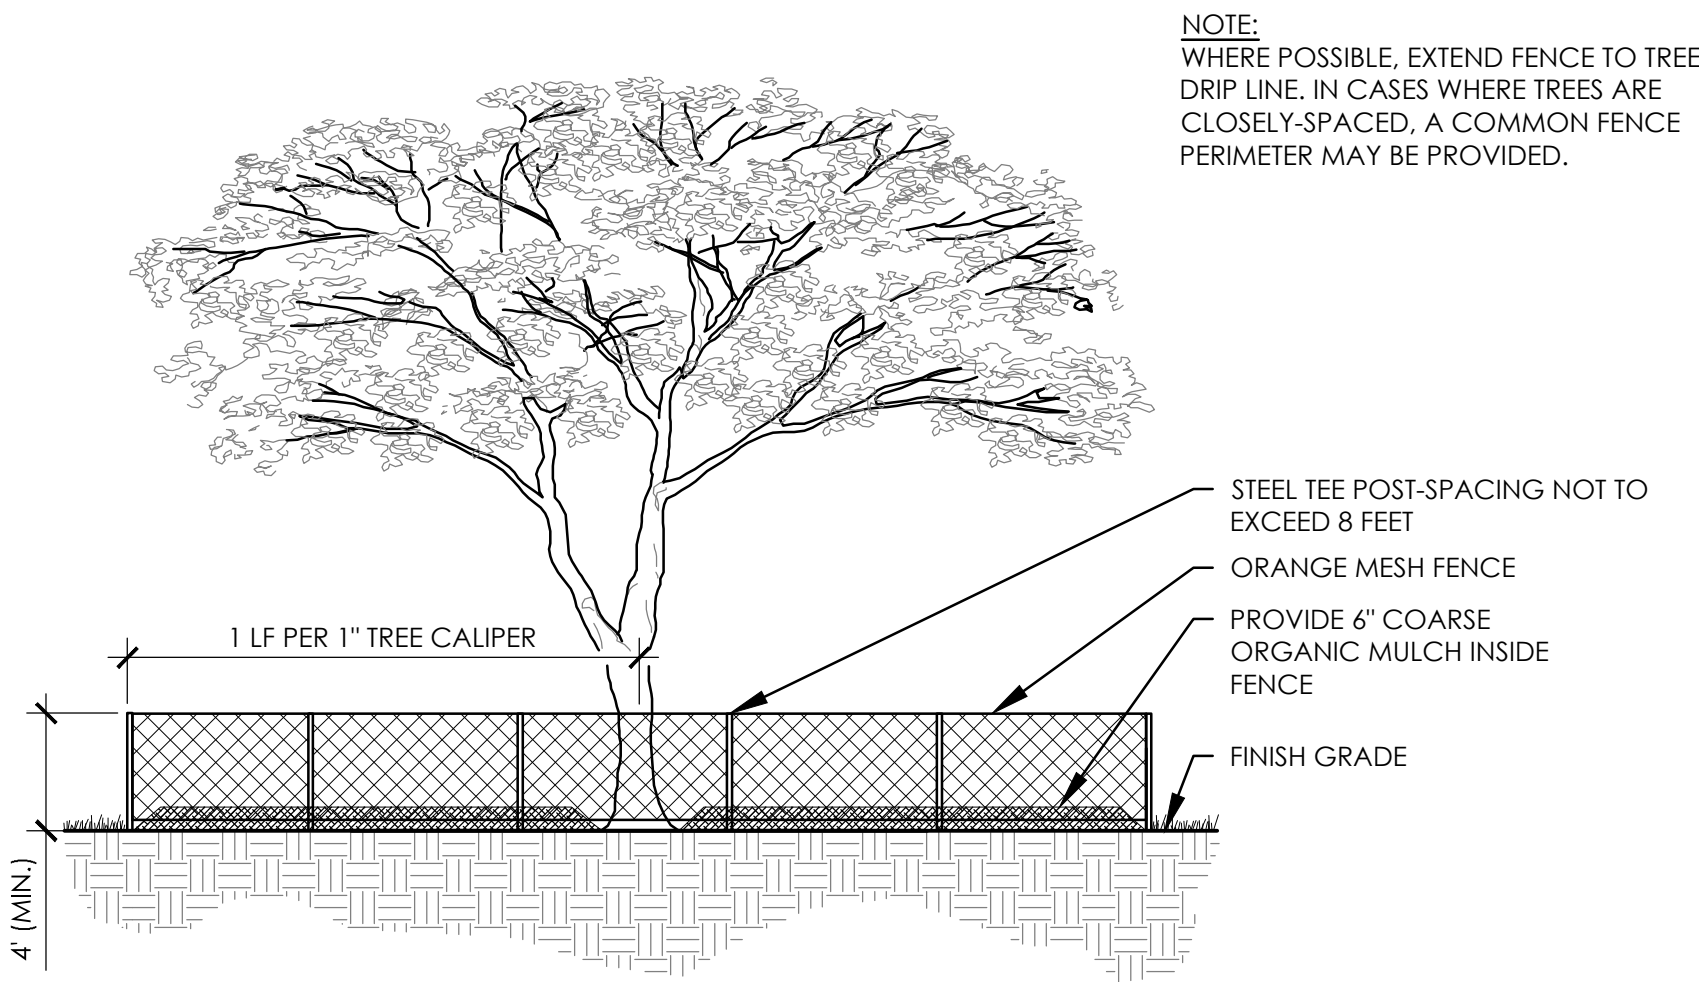 NOTE:
WHERE POSSIBLE, EXTEND FENCE TO TREE
DRIP LINE. IN CASES WHERE TREES ARE
CLOSELY-SPACED, A COMMON FENCE
PERIMETER MAY BE PROVIDED.
STEEL TEE POST-SPACING NOT TO
EXCEED 8 FEET
ORANGE MESH FENCE
PROVIDE 6" COARSE
ORGANIC MULCH INSIDE
FENCE
1 LF PER 1" TREE CALIPER
FINISH GRADE
4' (MIN.)